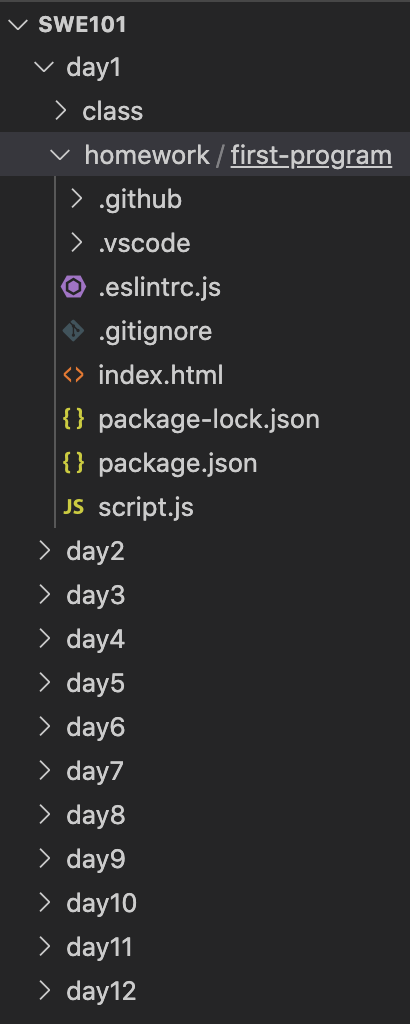 SWE101
day1
class
homework / first-program
.github
.vscode
.eslintrc.js
.gitignore
<> index.html
{} package-lock.json
{} package.json
JS script.js
day2
day3
day4
day5
day6
day7
day8
day9
day10
day11
day12